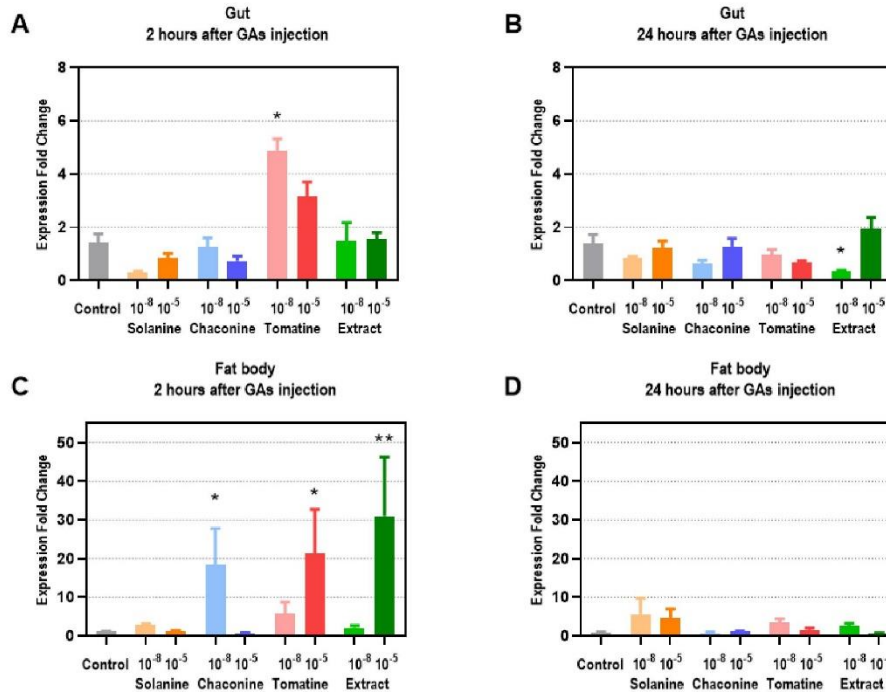 A
Gut
2 hours after GAs injection
Expression Fold Change
8
6
4
2
0
*
Control
10⁻⁸ 10⁻⁵ 10⁻⁸ 10⁻⁵ 10⁻⁸ 10⁻⁵ 10⁻⁸ 10⁻⁵
Solanine Chaconine Tomatine Extract
B
Gut
24 hours after GAs injection
Expression Fold Change
8
6
4
2
0
*
Control
10⁻⁸ 10⁻⁵ 10⁻⁸ 10⁻⁵ 10⁻⁸ 10⁻⁵ 10⁻⁸ 10⁻⁵
Solanine Chaconine Tomatine Extract
C
Fat body
2 hours after GAs injection
Expression Fold Change
50
40
30
20
10
0
*
*
**
Control
10⁻⁸ 10⁻⁵ 10⁻⁸ 10⁻⁵ 10⁻⁸ 10⁻⁵ 10⁻⁸ 10⁻⁵
Solanine Chaconine Tomatine Extract
D
Fat body
24 hours after GAs injection
Expression Fold Change
50
40
30
20
10
0
Control
10⁻⁸ 10⁻⁵ 10⁻⁸ 10⁻⁵ 10⁻⁸ 10⁻⁵ 10⁻⁸ 10⁻⁵
Solanine Chaconine Tomatine Extract